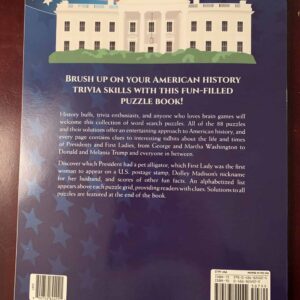 BRUSH UP ON YOUR AMERICAN HISTORY
TRIVIA SKILLS WITH THIS FUN-FILLED
PUZZLE BOOK!
History buffs, trivia enthusiasts, and anyone who loves brain games will
welcome this collection of word search puzzles. All of the 88 puzzles
and their solutions offer an entertaining approach to American history, and
every page contains clues to interesting tidbits about the life and times
of Presidents and First Ladies, from George and Martha Washington to
Donald and Melania Trump and everyone in between.
Discover which President had a pet alligator, which First Lady was the first
woman to appear on a U.S. postage stamp, Dolley Madison's nickname
for her husband, and scores of other fun facts. An alphabetized list
appears above each puzzle grid, providing readers with clues. Solutions to all
puzzles are featured at the end of the book.